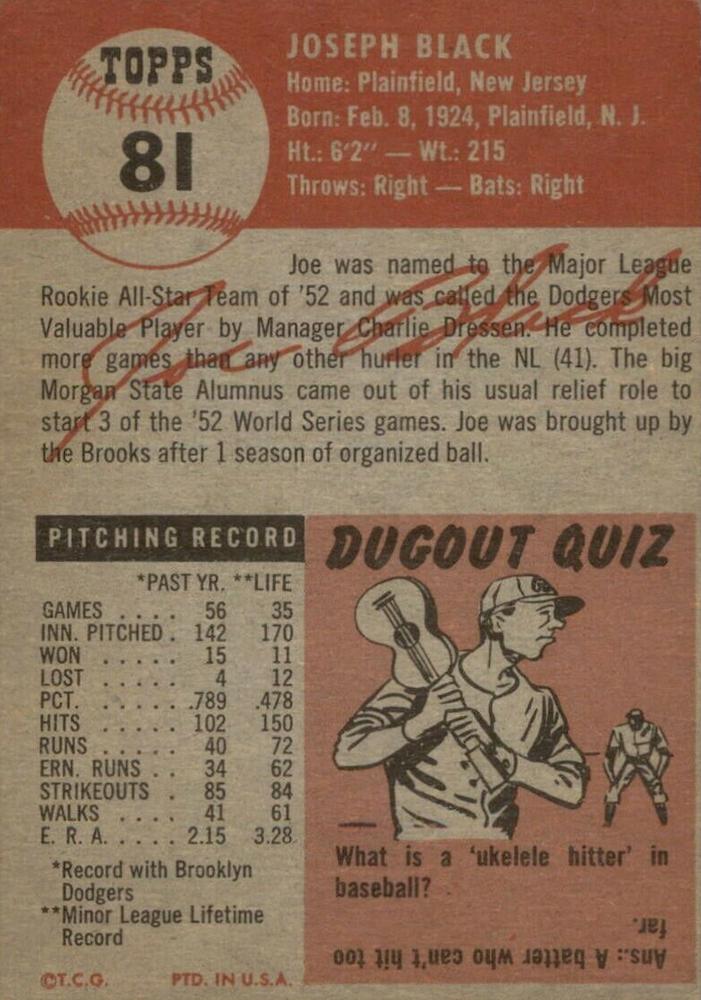 TOPPS
81
JOSEPH BLACK
Home: Plainfield, New Jersey
Born: Feb. 8, 1924, Plainfield, N. J.
Ht.: 6'2" — Wt.: 215
Throws: Right — Bats: Right
Joe was named to the Major League
Rookie All-Star Team of '52 and was called the Dodgers Most
Valuable Player by Manager Charlie Dressen. He completed
more games than any other hurler in the NL (41). The big
Morgan State Alumnus came out of his usual relief role to
start 3 of the '52 World Series games. Joe was brought up by
the Brooks after 1 season of organized ball.
Joe Black
PITCHING RECORD
*PAST YR. **LIFE
GAMES .... 56 35
INN. PITCHED . 142 170
WON ..... 15 11
LOST ..... 4 12
PCT. ...... .789 .478
HITS ..... 102 150
RUNS ..... 40 72
ERN. RUNS .. 34 62
STRIKEOUTS . 85 84
WALKS .... 41 61
E. R. A. .... 2.15 3.28
*Record with Brooklyn
Dodgers
**Minor League Lifetime
Record
©T.C.G. PTD. IN U.S.A.
DUGOUT QUIZ
What is a 'ukelele hitter' in
baseball?
Ans.: A batter who can't hit too
far.